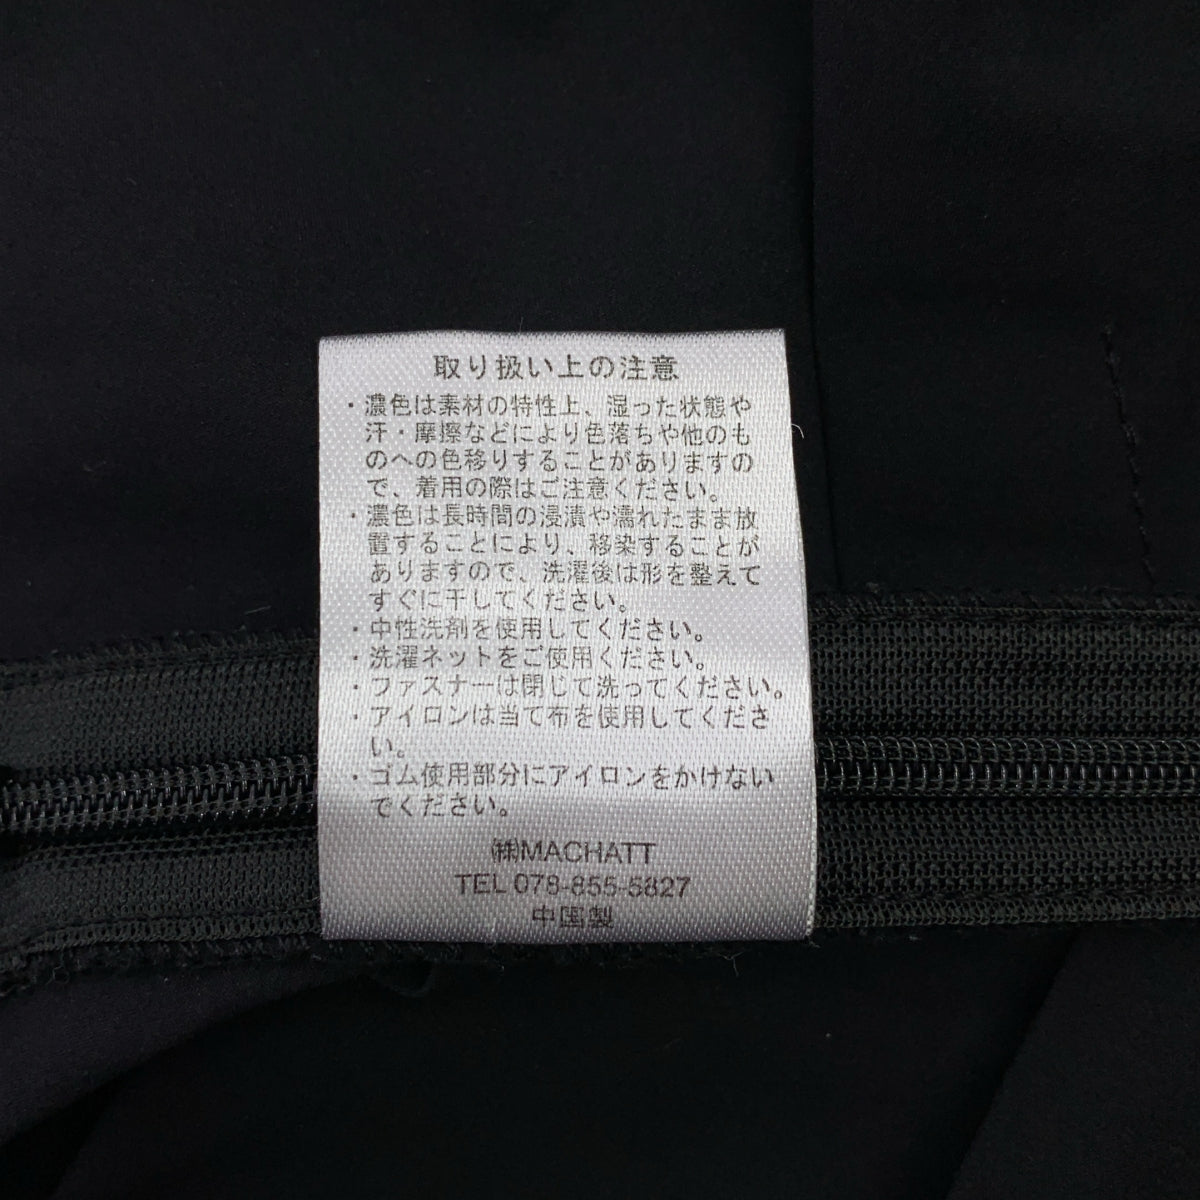 取り扱い上の注意
・濃色は素材の特性上、湿った状態や
汗・摩擦などにより色落ちや他のも
のへの色移りすることがありますの
で、着用の際はご注意ください。
・濃色は長時間の浸漬や濡れたまま放
置することにより、移染することが
ありますので、洗濯後は形を整えて
すぐに干してください。
・中性洗剤を使用してください。
・洗濯ネットをご使用ください。
・ファスナーは閉じて洗ってください。
・アイロンは当て布を使用してくださ
い。
・ゴム使用部分にアイロンをかけない
でください。
㈱MACHATT
TEL 078-855-5827
中国製